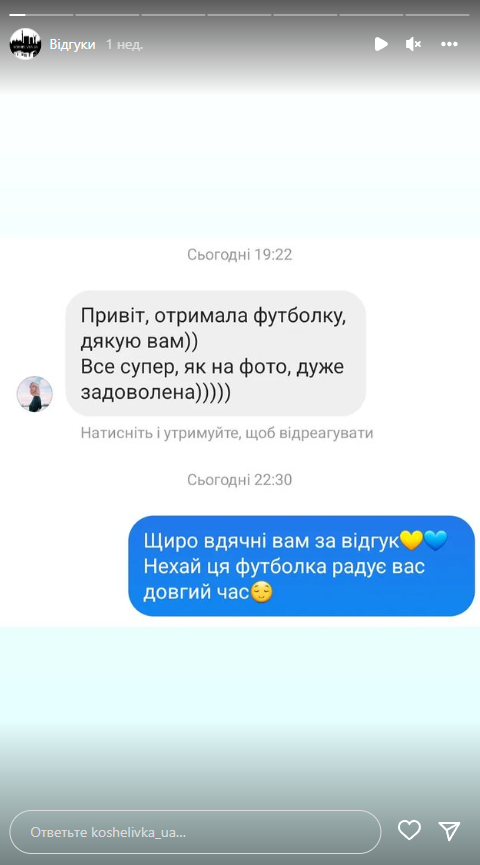 Відгуки 1 нед.
Сьогодні 19:22
Привіт, отримала футболку,
дякую вам))
Все супер, як на фото, дуже
задоволена)))))
Натисніть і утримуйте, щоб відреагувати
Сьогодні 22:30
Щиро вдячні вам за відгук💛💙
Нехай ця футболка радує вас
довгий час😌
Ответьте koshelivka_ua...